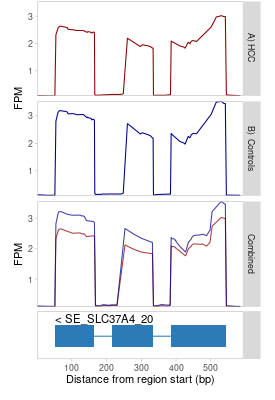 3
2
1
FPM
A) HCC
3
2
1
B). Controls
3
2
1
FPM
Combined
< SE_SLC37A4_20
100 200 300 400 500
Distance from region start (bp)